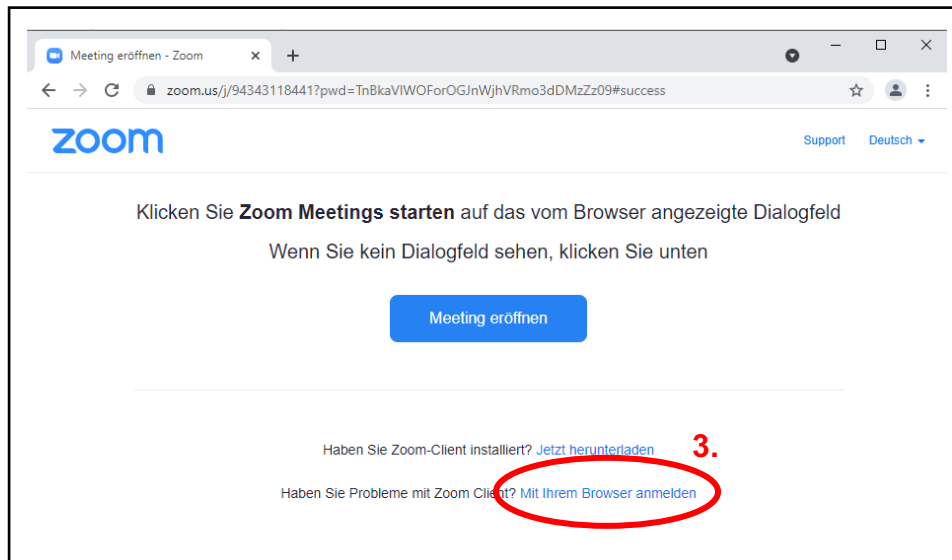 Meeting eröffnen - Zoom
zoom.us/j/94343118441?pwd=TnBkaVlWOForOGJnWjhVRmo3dDMzZz09#success
zoom
Support Deutsch
Klicken Sie Zoom Meetings starten auf das vom Browser angezeigte Dialogfeld
Wenn Sie kein Dialogfeld sehen, klicken Sie unten
Meeting eröffnen
Haben Sie Zoom-Client installiert? Jetzt herunterladen
3.
Haben Sie Probleme mit Zoom Client? Mit Ihrem Browser anmelden